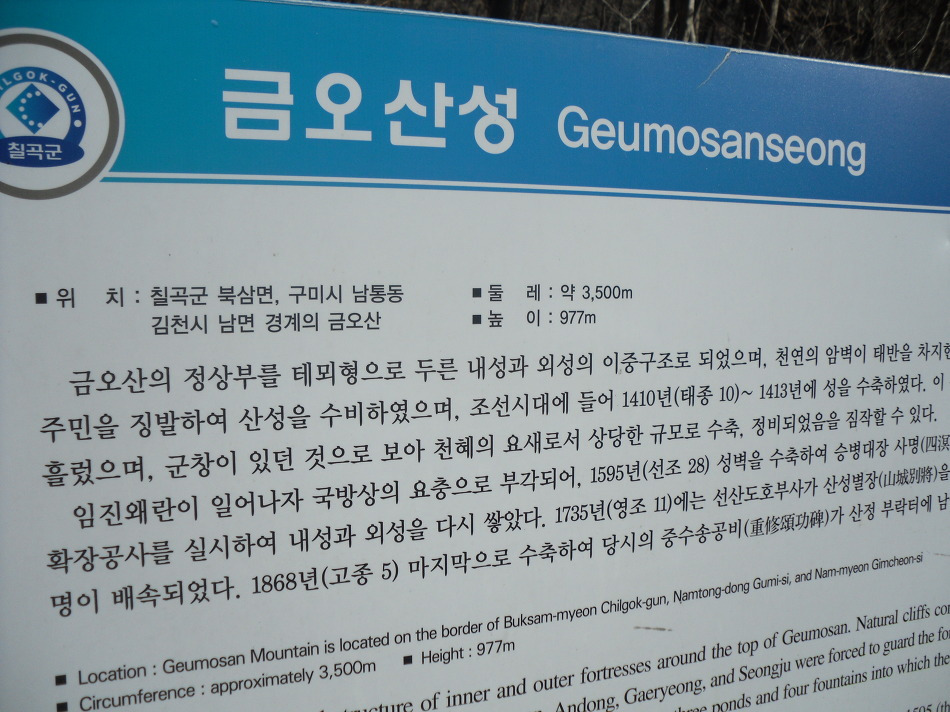 CHILGOK-GUN
칠곡군
금오산성 Geumosanseong
■ 위 치 : 칠곡군 북삼면, 구미시 남통동 ■ 둘 레 : 약 3,500m
김천시 남면 경계의 금오산 ■ 높 이 : 977m
금오산의 정상부를 테뫼형으로 두른 내성과 외성의 이중구조로 되었으며, 천연의 암벽이 태반을 차지한
주민을 징발하여 산성을 수비하였으며, 조선시대에 들어 1410년(태종 10)~ 1413년에 성을 수축하였다. 이
흘렀으며, 군창이 있던 것으로 보아 천혜의 요새로서 상당한 규모로 수축, 정비되었음을 짐작할 수 있다.
임진왜란이 일어나자 국방상의 요충으로 부각되어, 1595년(선조 28) 성벽을 수축하여 승병대장 사명(四溟
확장공사를 실시하여 내성과 외성을 다시 쌓았다. 1735년(영조 11)에는 선산도호부사가 산성별장(山城別將)을
명이 배속되었다. 1868년(고종 5) 마지막으로 수축하여 당시의 중수송공비(重修頌功碑)가 산정 부락터에 남
■ Location : Geumosan Mountain is located on the border of Buksam-myeon Chilgok-gun, Namtong-dong Gumi-si, and Nam-myeon Gimcheon-si
■ Circumference : approximately 3,500m ■ Height : 977m
structure of inner and outer fortresses around the top of Geumosan. Natural cliffs
Andong, Gaeryeong, and Seongju were forced to guard the
three ponds and four fountains into which the
1595